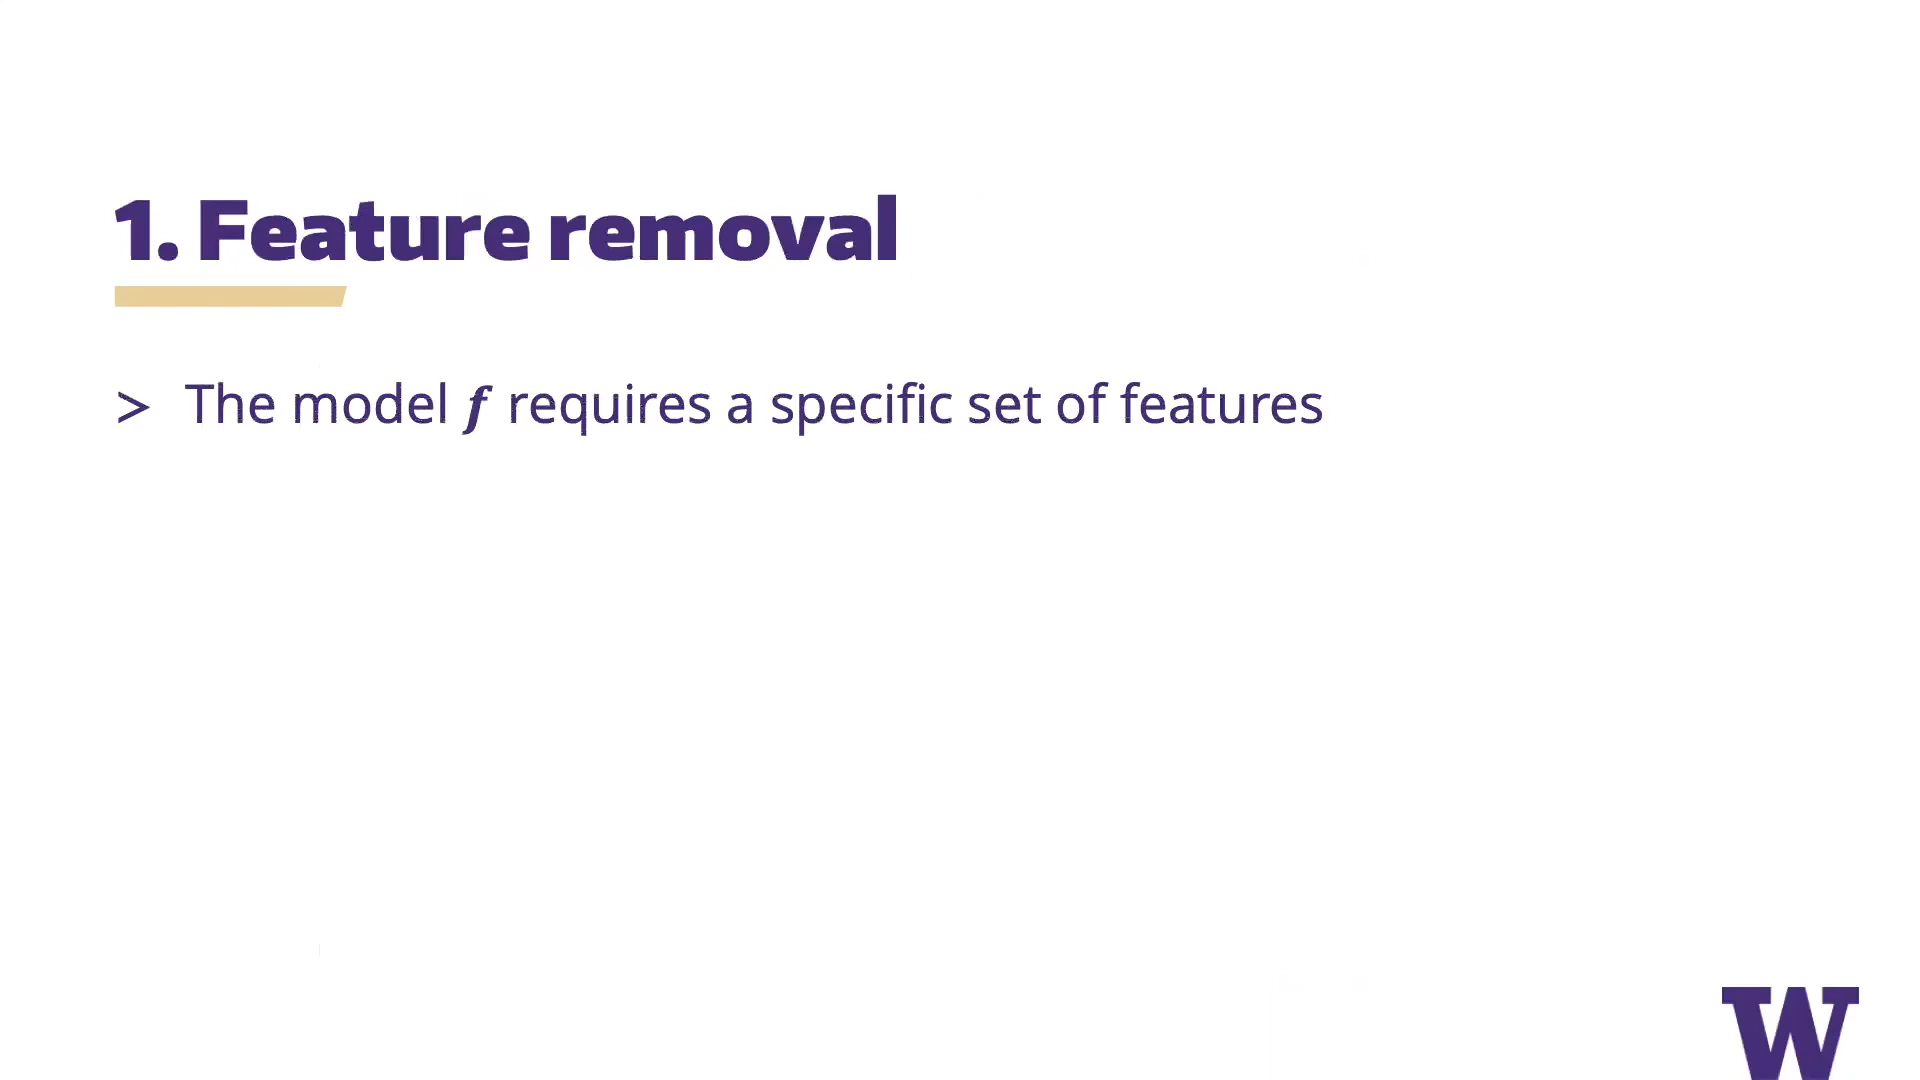 1. Feature removal
> The model f requires a specific set of features
W